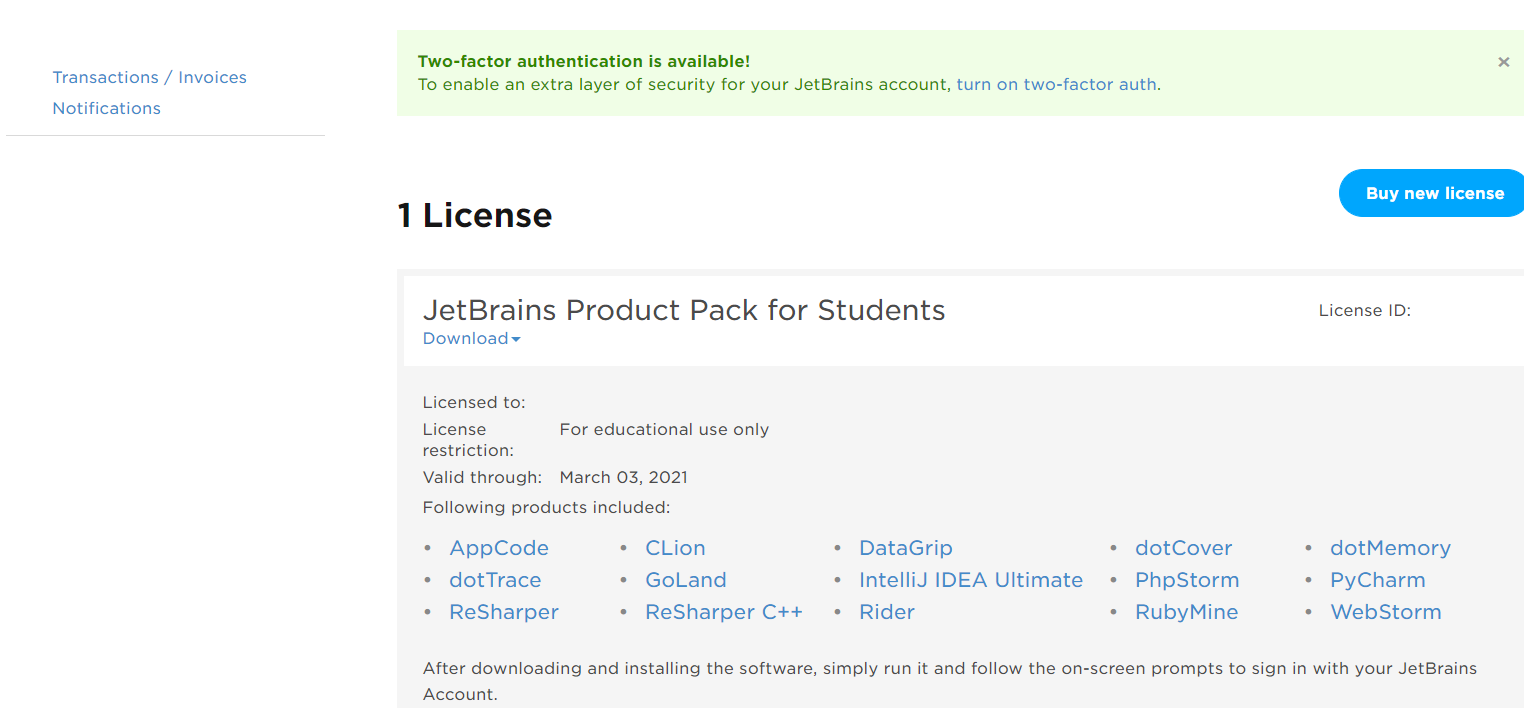 Transactions / Invoices
Notifications
Two-factor authentication is available!
×
To enable an extra layer of security for your JetBrains account, turn on two-factor auth.
Buy new license
1 License
JetBrains Product Pack for Students
License ID:
Download
Licensed to:
License restriction:
For educational use only
Valid through: March 03, 2021
Following products included:
• AppCode • CLion • DataGrip • dotCover • dotMemory
• dotTrace • GoLand • IntelliJ IDEA Ultimate • PhpStorm • PyCharm
• ReSharper • ReSharper C++ • Rider • RubyMine • WebStorm
After downloading and installing the software, simply run it and follow the on-screen prompts to sign in with your JetBrains
Account.